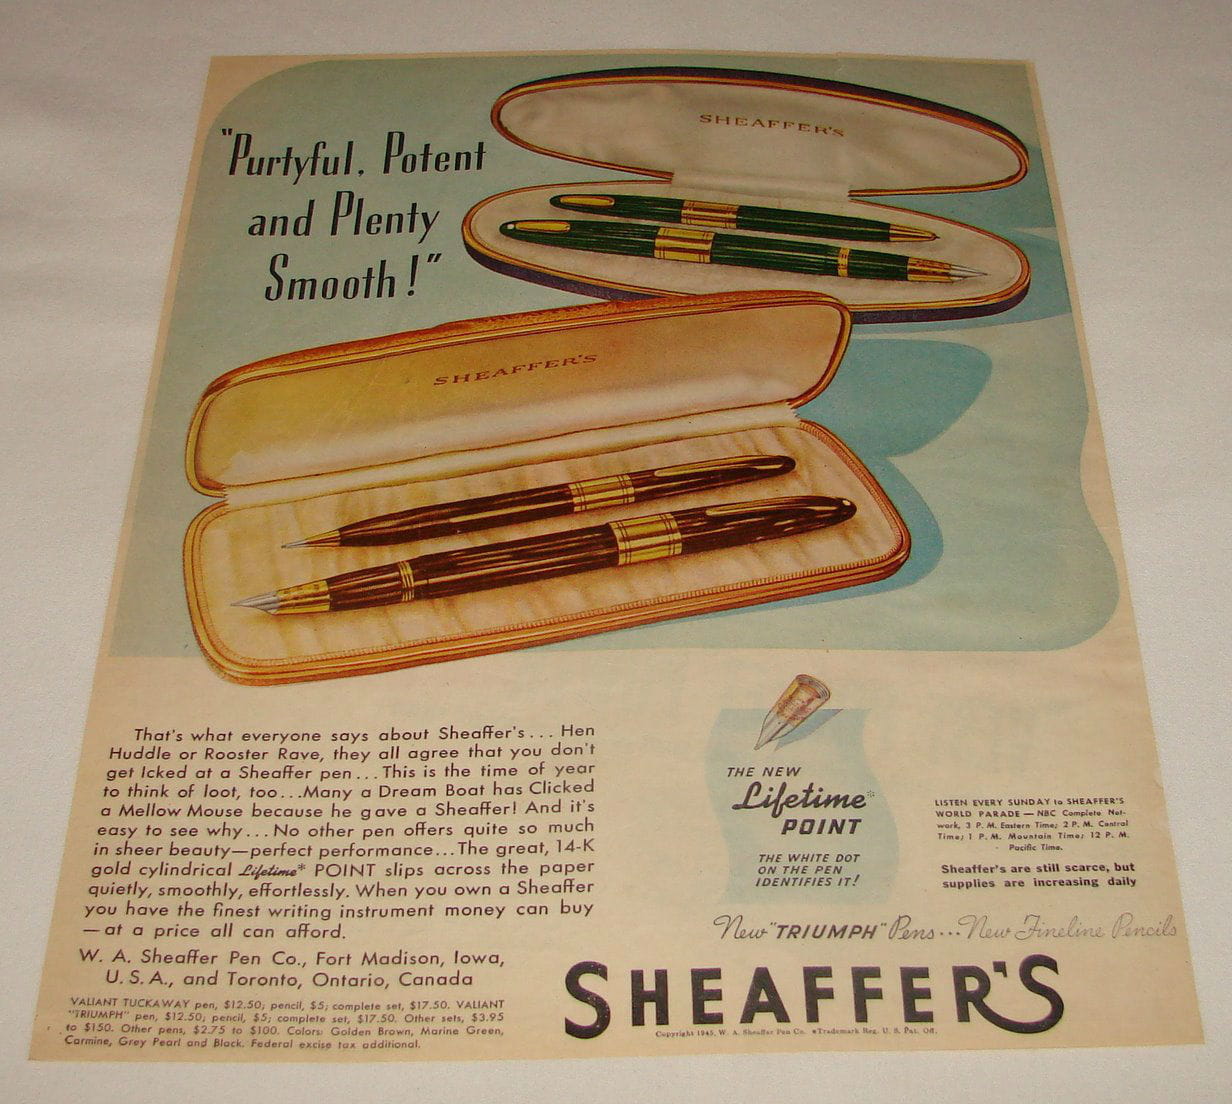 "Purtyful, Potent
and Plenty
Smooth!"
SHEAFFER'S
SHEAFFER'S
That's what everyone says about Sheaffer's... Hen
Huddle or Rooster Rave, they all agree that you don't
get Icked at a Sheaffer pen... This is the time of year
to think of loot, too...Many a Dream Boat has Clicked
a Mellow Mouse because he gave a Sheaffer! And it's
easy to see why... No other pen offers quite so much
in sheer beauty—perfect performance...The great, 14-K
gold cylindrical Lifetime* POINT slips across the paper
quietly, smoothly, effortlessly. When you own a Sheaffer
you have the finest writing instrument money can buy
—at a price all can afford.
W. A. Sheaffer Pen Co., Fort Madison, Iowa,
U.S.A., and Toronto, Ontario, Canada
VALIANT TUCKAWAY pen, $12.50; pencil, $5; complete set, $17.50. VALIANT
"TRIUMPH" pen, $12.50; pencil, $5; complete set, $17.50. Other sets, $3.95
to $150. Other pens, $2.75 to $100. Colors: Golden Brown, Marine Green,
Carmine, Grey Pearl and Black. Federal excise tax additional.
THE NEW
Lifetime*
POINT
THE WHITE DOT
ON THE PEN
IDENTIFIES IT!
LISTEN EVERY SUNDAY to SHEAFFER'S
WORLD PARADE — NBC Complete Net-
work, 3 P.M. Eastern Time; 2 P.M. Central
Time; 1 P.M. Mountain Time; 12 P.M.
Pacific Time.
Sheaffer's are still scarce, but
supplies are increasing daily
New "TRIUMPH" Pens... New Fineline Pencils
SHEAFFER'S
Copyright 1945, W. A. Sheaffer Pen Co. *Trademark Reg. U. S. Pat. Off.